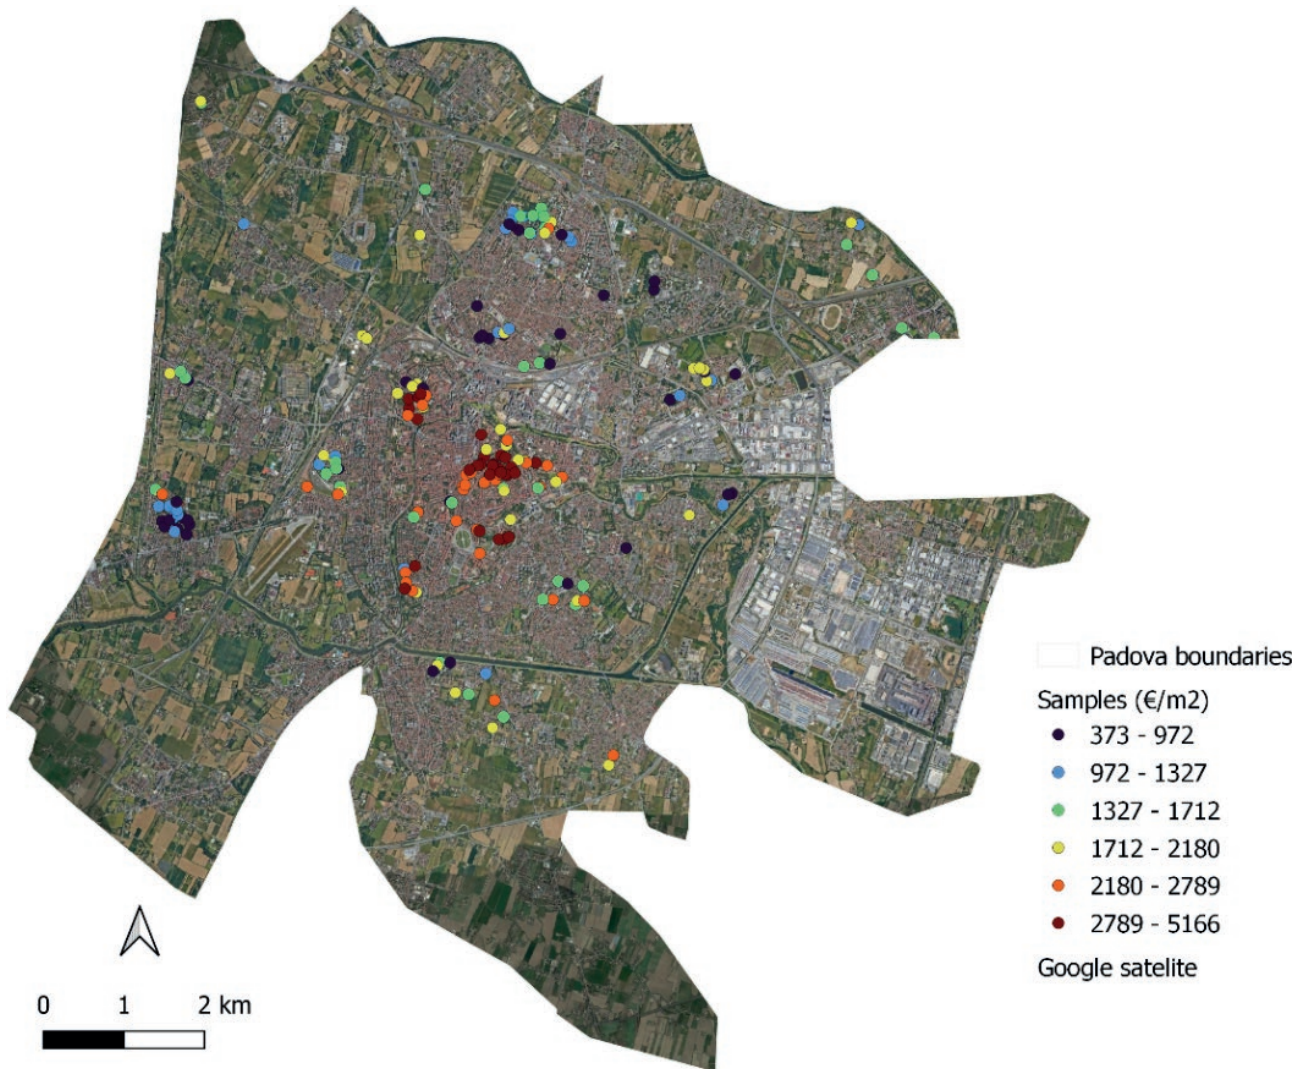 Padova boundaries
Samples (€/m2)
373 - 972
972 - 1327
1327 - 1712
1712 - 2180
2180 - 2789
2789 - 5166
Google satelite
0 1 2 km